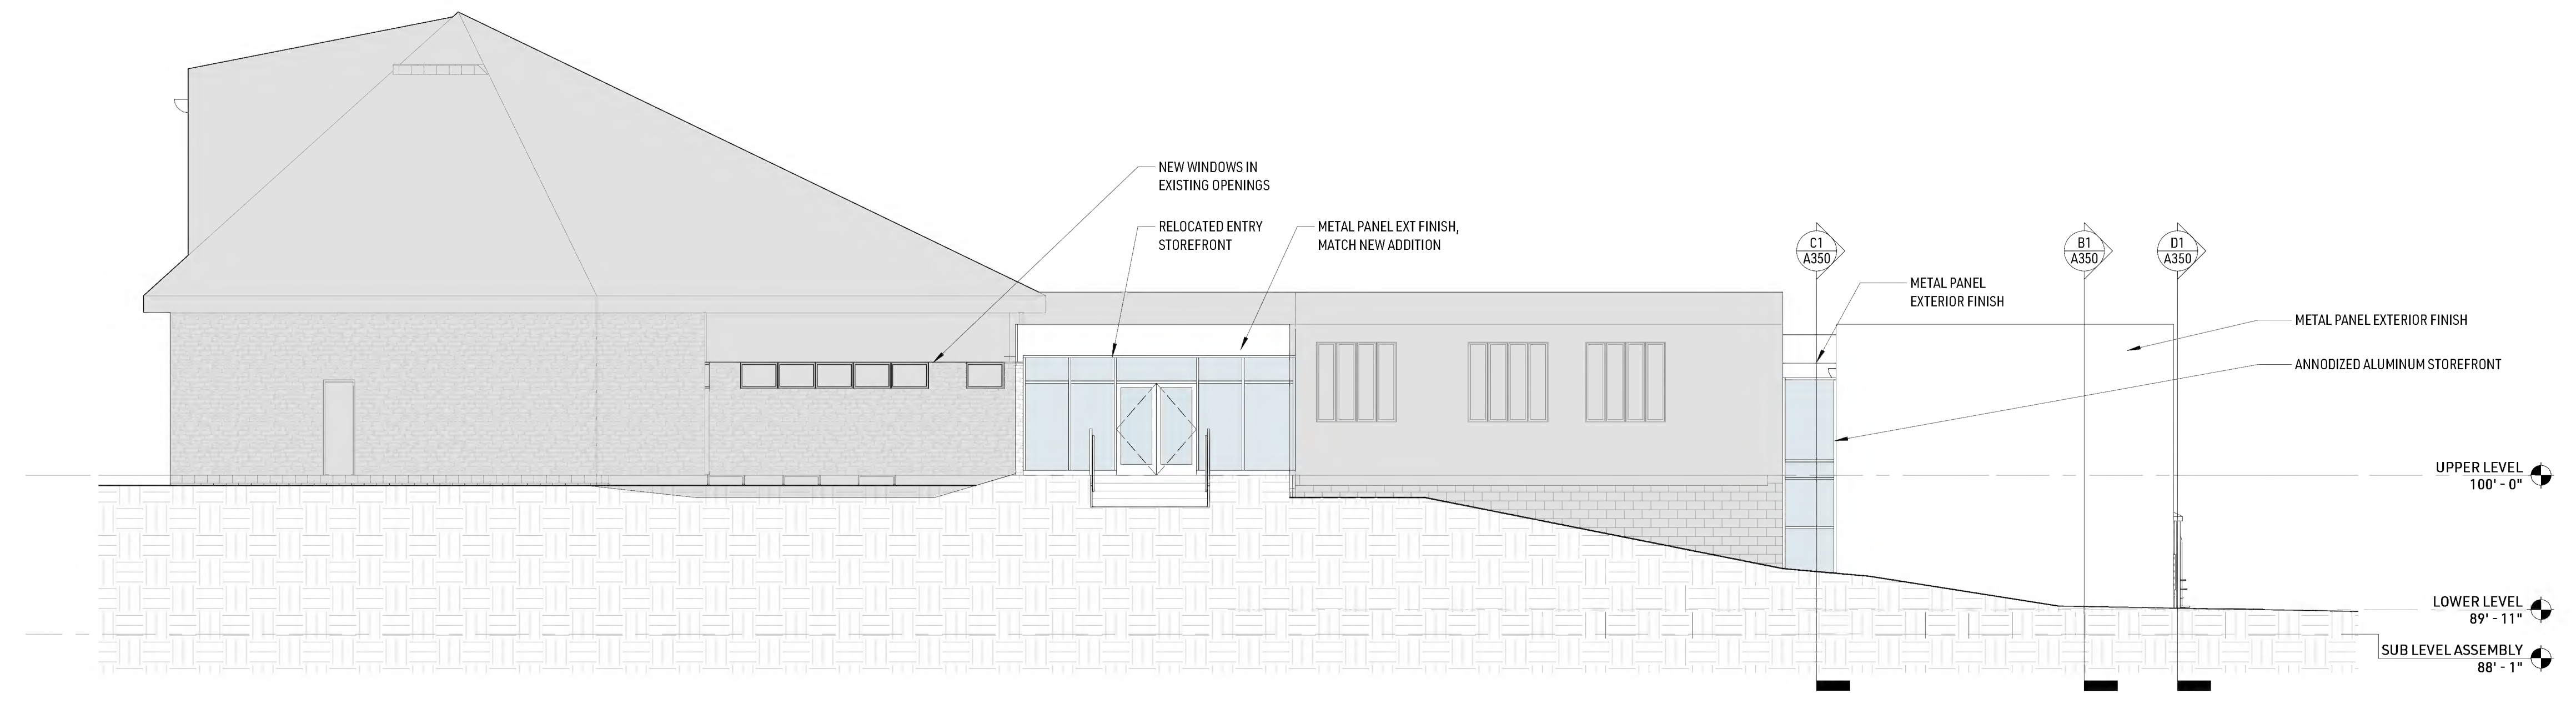 NEW WINDOWS IN
EXISTING OPENINGS
RELOCATED ENTRY
STOREFRONT
METAL PANEL EXT FINISH,
MATCH NEW ADDITION
C1
A350
B1
A350
D1
A350
METAL PANEL
EXTERIOR FINISH
METAL PANEL EXTERIOR FINISH
ANNODIZED ALUMINUM STOREFRONT
UPPER LEVEL
100' - 0"
LOWER LEVEL
89' - 11"
SUB LEVEL ASSEMBLY
88' - 1"